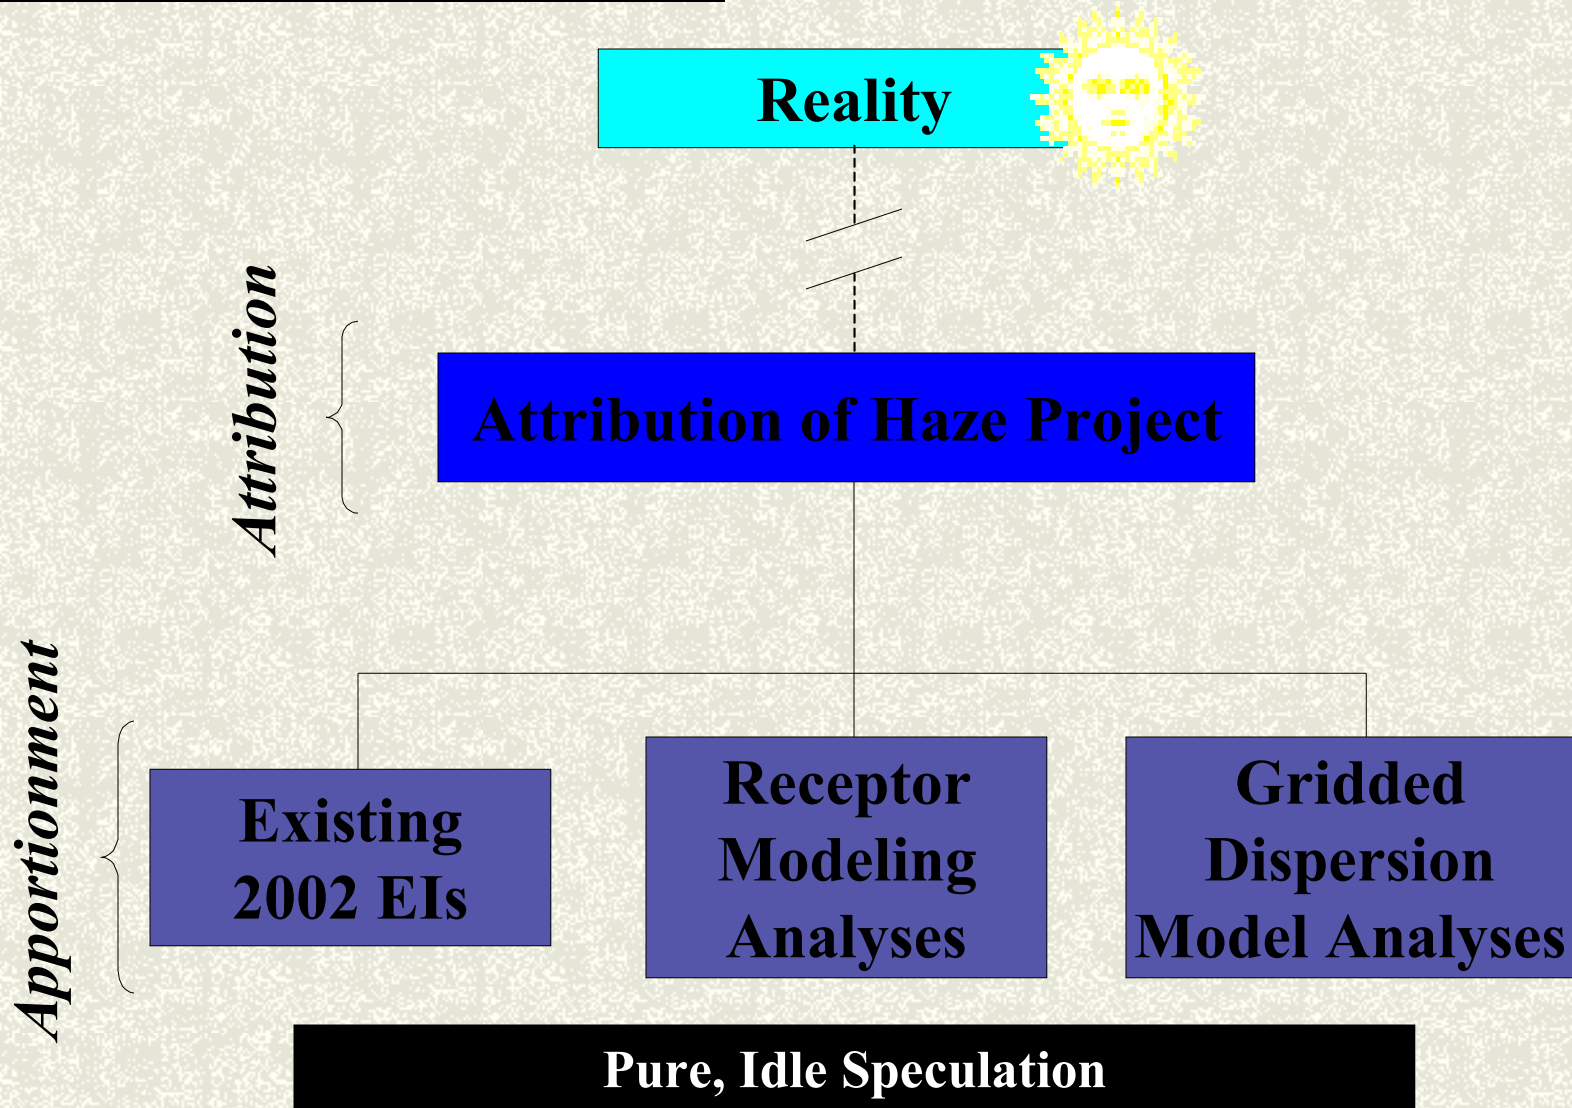 Reality
Attribution
Attribution of Haze Project
Apportionment
Existing
2002 EIs
Receptor
Modeling
Analyses
Gridded
Dispersion
Model Analyses
Pure, Idle Speculation